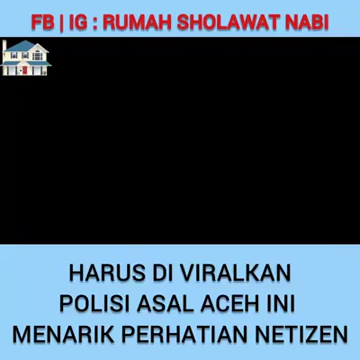 FB | IG : RUMAH SHOLAWAT NABI
HARUS DI VIRALKAN
POLISI ASAL ACEH INI
MENARIK PERHATIAN NETIZEN